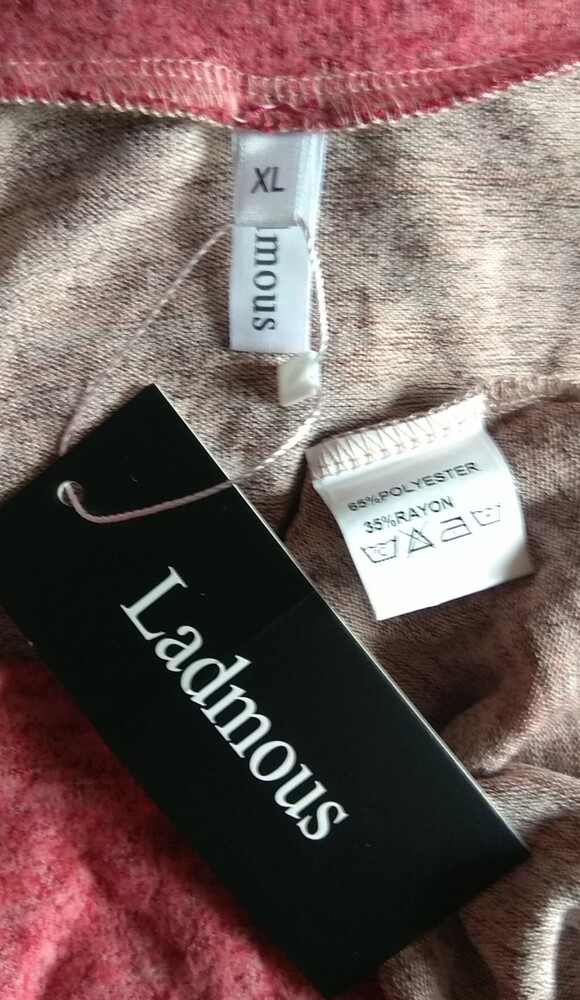 XL
mous
65%POLYESTER
35%RAYON
Ladmous